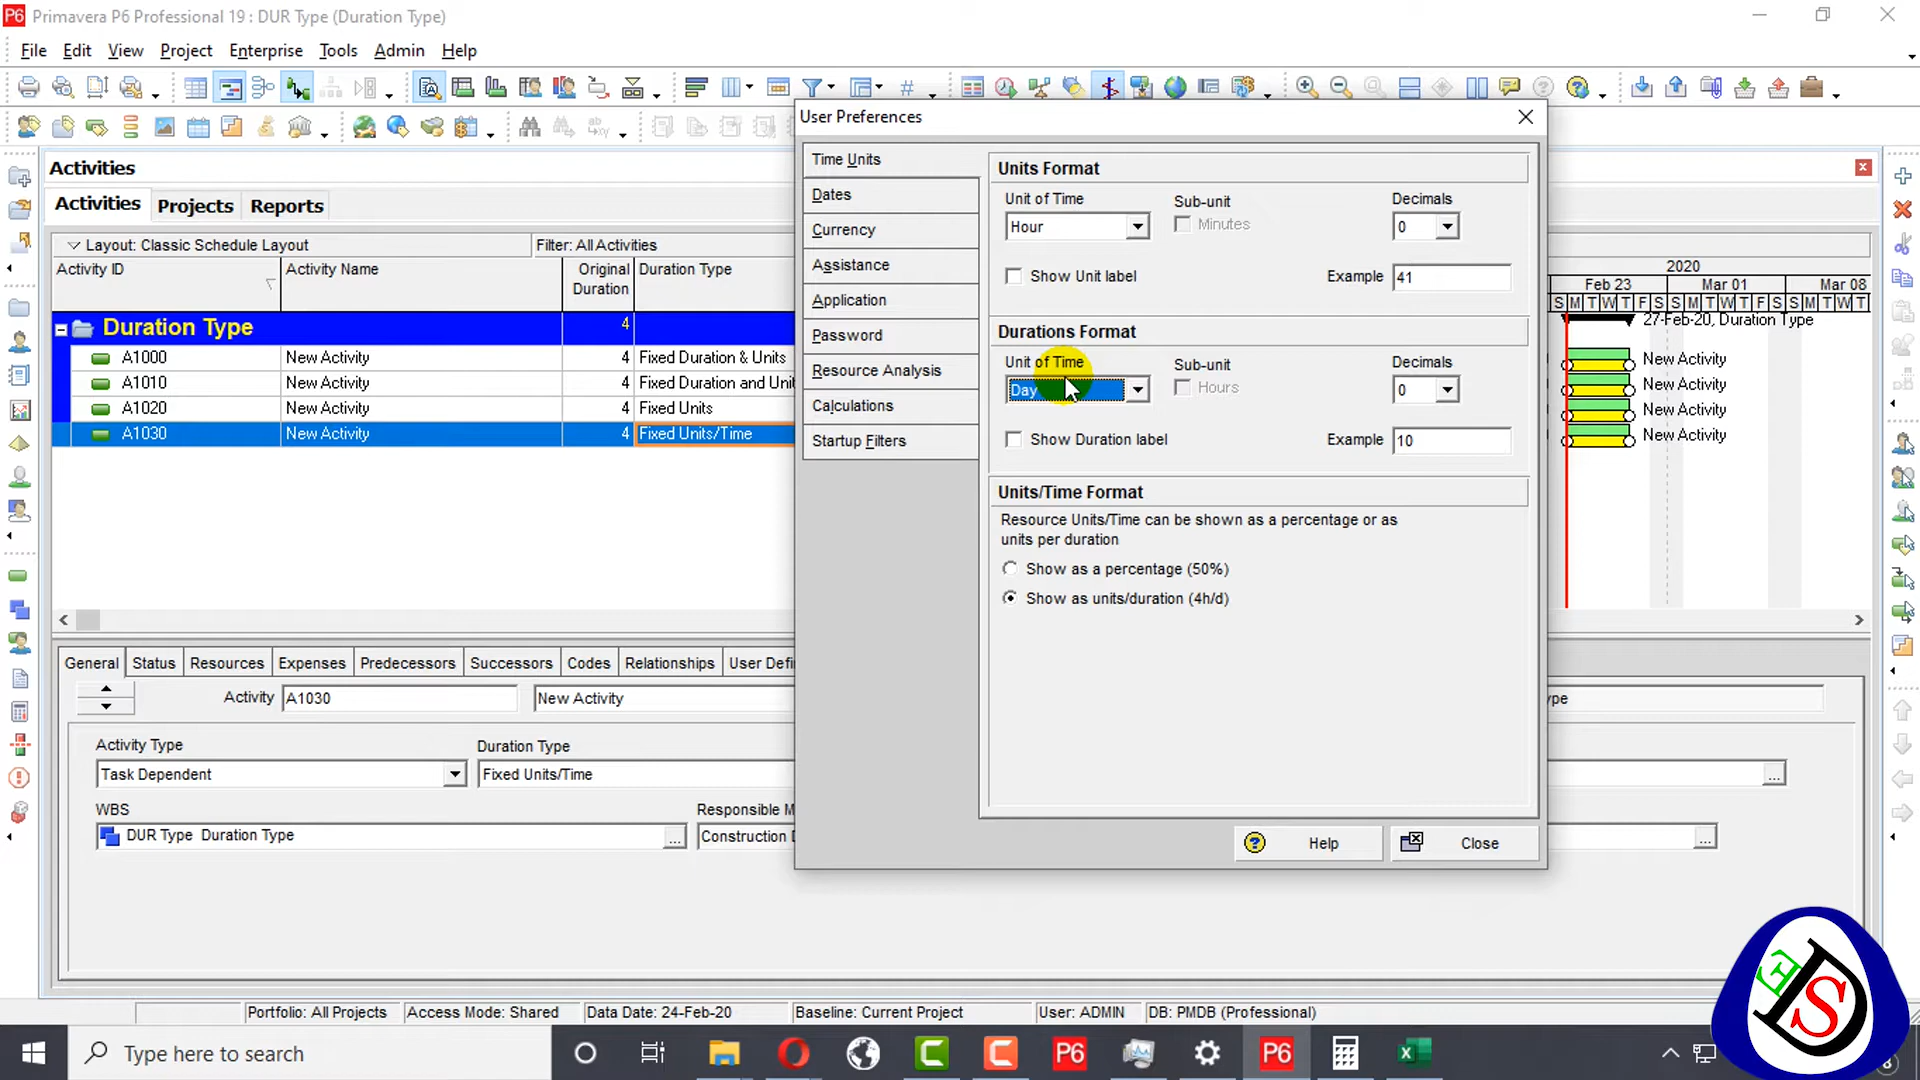 P6 Primavera P6 Professional 19 : DUR Type (Duration Type)
File Edit View Project Enterprise Tools Admin Help
User Preferences
Activities
Activities Projects Reports
Layout: Classic Schedule Layout Filter: All Activities
Activity ID Activity Name Original Duration Duration Type
Duration Type 4
A1000 New Activity 4 Fixed Duration & Units
A1010 New Activity 4 Fixed Duration and Unit
A1020 New Activity 4 Fixed Units
A1030 New Activity 4 Fixed Units/Time
2020
Feb 23 Mar 01 Mar 08
S M T W T F S S M T W T F S S M T W T
27-Feb-20, Duration Type
New Activity
New Activity
New Activity
New Activity
Time Units
Dates
Currency
Assistance
Application
Password
Resource Analysis
Calculations
Startup Filters
Units Format
Unit of Time Sub-unit Decimals
Hour Minutes 0
Show Unit label Example 41
Durations Format
Unit of Time Sub-unit Decimals
Day Hours 0
Show Duration label Example 10
Units/Time Format
Resource Units/Time can be shown as a percentage or as
units per duration
Show as a percentage (50%)
Show as units/duration (4h/d)
Help Close
General Status Resources Expenses Predecessors Successors Codes Relationships User Defi
Activity A1030 New Activity ype
Activity Type Duration Type
Task Dependent Fixed Units/Time
WBS Responsible M
DUR Type Duration Type Construction D
Portfolio: All Projects Access Mode: Shared Data Date: 24-Feb-20 Baseline: Current Project User: ADMIN DB: PMDB (Professional)
Type here to search
P6 P6
E D S